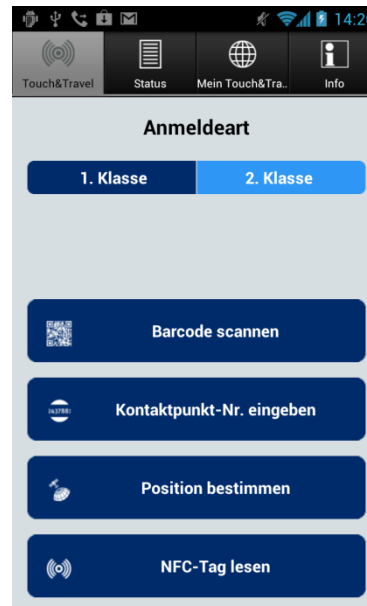 14:2
Touch&Travel
Status
Mein Touch&Tra..
Info
Anmeldeart
1. Klasse
2. Klasse
Barcode scannen
Kontaktpunkt-Nr. eingeben
Position bestimmen
NFC-Tag lesen